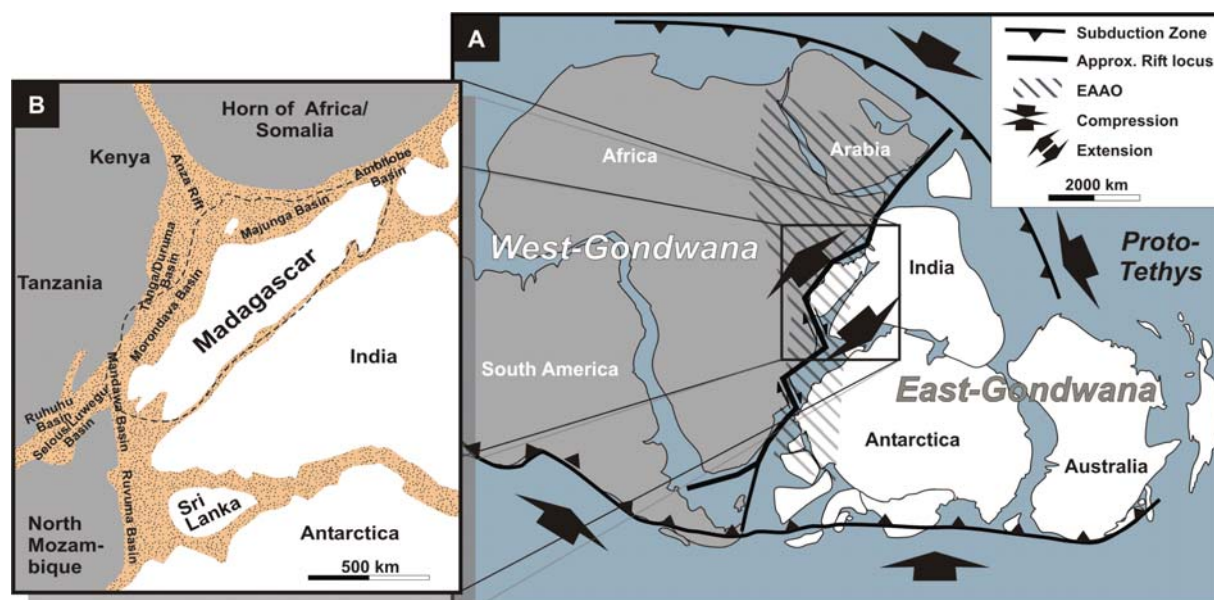 A
Subduction Zone
Approx. Rift locus
EAAO
Compression
Extension
2000 km
Africa
Arabia
West-Gondwana
India
Proto-
Tethys
South America
East-Gondwana
Antarctica
Australia
B
Horn of Africa/
Somalia
Kenya
Anza Rift
Ambilobe
Basin
Majunga Basin
Tanga/Duruma
Basin
Tanzania
Morondava Basin
Madagascar
India
Mandawa Basin
Ruhuhu
Basin
Selous/Luwegu
Basin
Ruvuma Basin
Sri
Lanka
North
Mozam-
bique
Antarctica
500 km